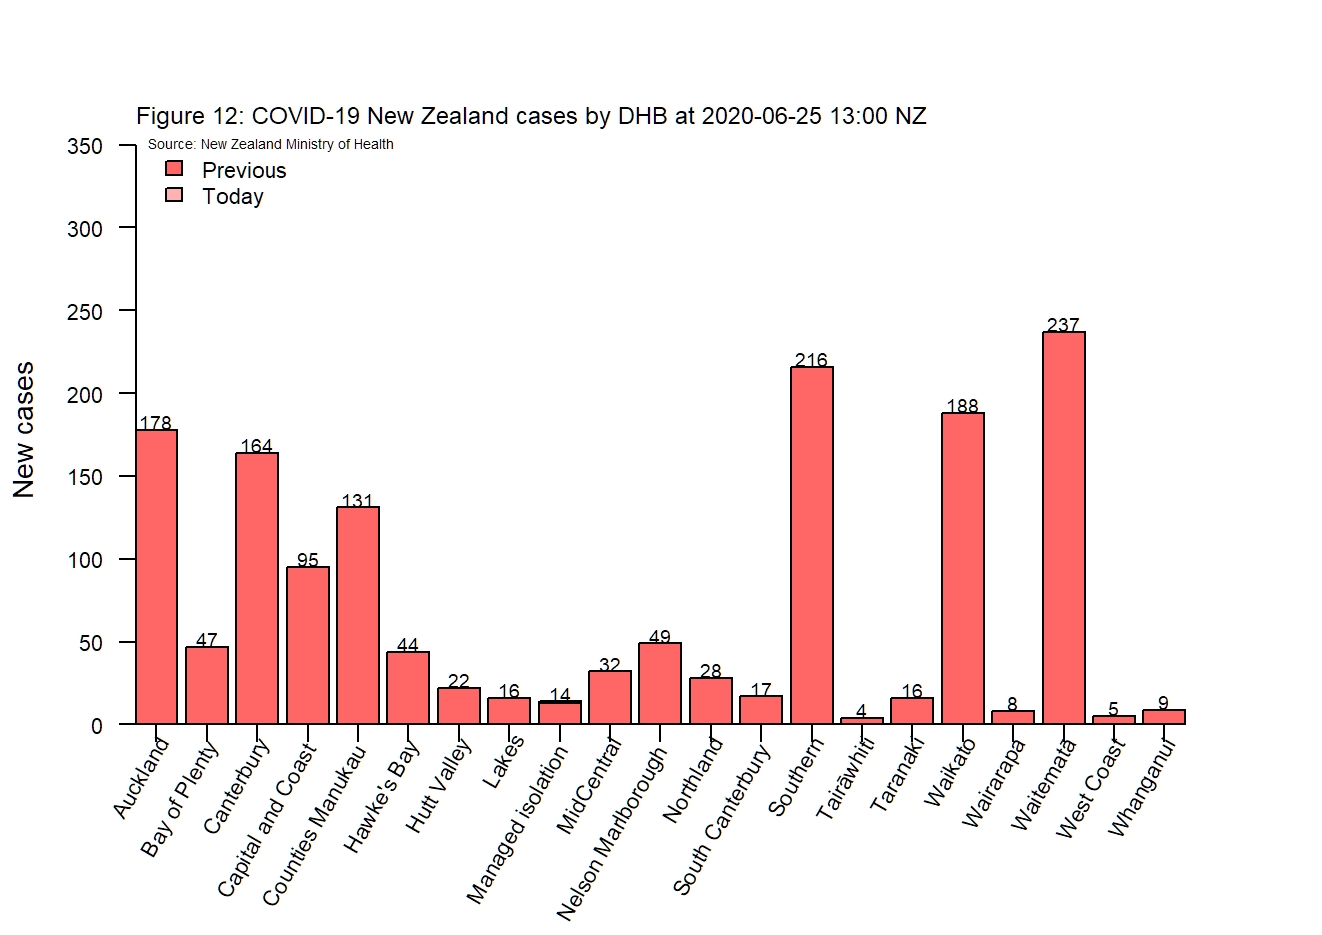 Figure 12: COVID-19 New Zealand cases by DHB at 2020-06-25 13:00 NZ
Source: New Zealand Ministry of Health
Previous
Today
New cases
350
300
250
200
150
100
50
0
178
47
164
95
131
44
22
16
14
32
49
28
17
216
4
16
188
8
237
5
9
Auckland
Bay of Plenty
Canterbury
Capital and Coast
Counties Manukau
Hawke's Bay
Hutt Valley
Lakes
Managed isolation
MidCentral
Nelson Marlborough
Northland
South Canterbury
Southern
Tairāwhiti
Taranaki
Waikato
Wairarapa
Waitematā
West Coast
Whanganui